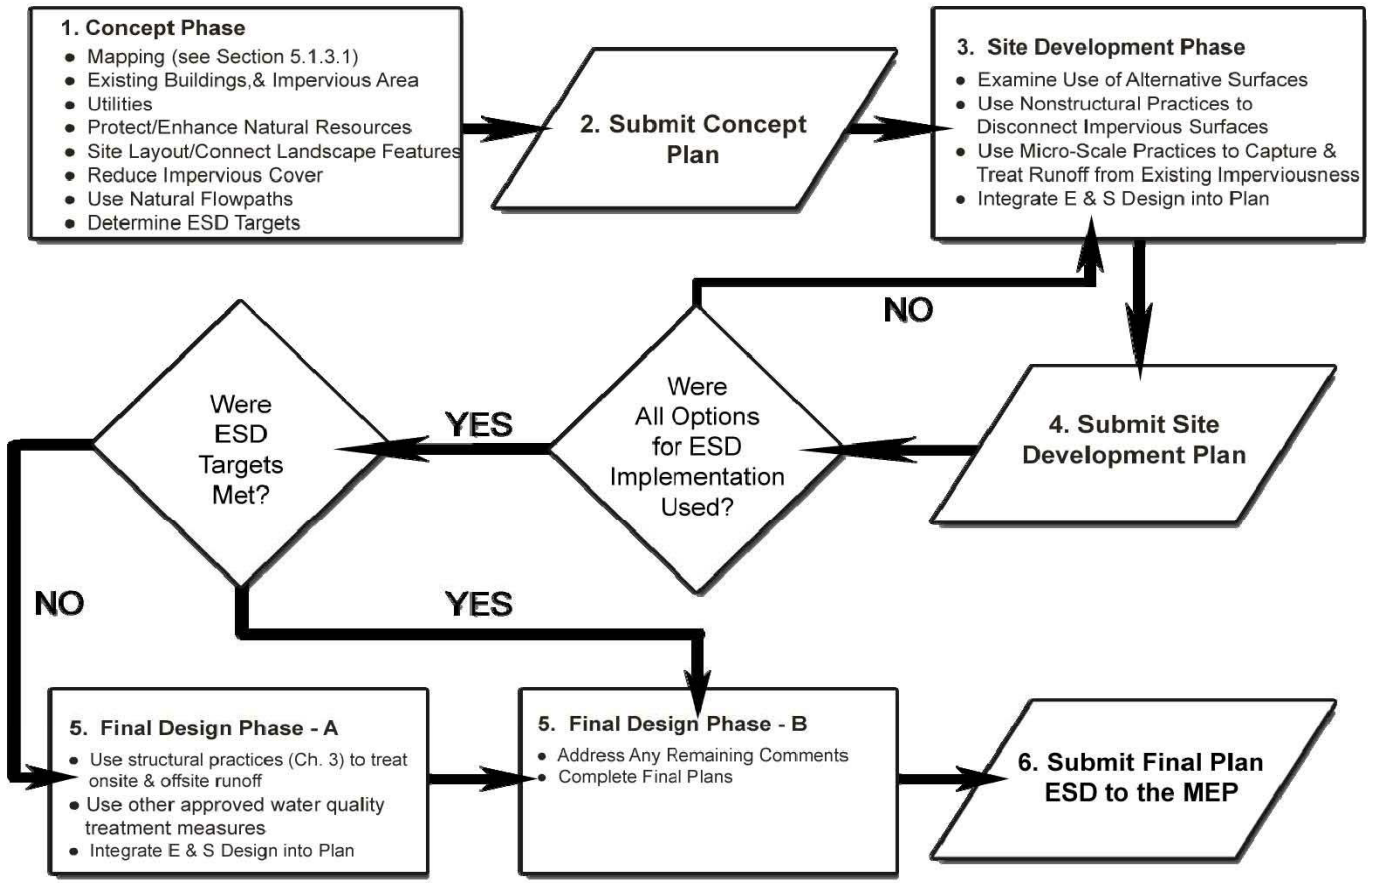 1. Concept Phase
● Mapping (see Section 5.1.3.1)
● Existing Buildings,& Impervious Area
● Utilities
● Protect/Enhance Natural Resources
● Site Layout/Connect Landscape Features
● Reduce Impervious Cover
● Use Natural Flowpaths
● Determine ESD Targets
2. Submit Concept
Plan
3. Site Development Phase
● Examine Use of Alternative Surfaces
● Use Nonstructural Practices to
Disconnect Impervious Surfaces
● Use Micro-Scale Practices to Capture &
Treat Runoff from Existing Imperviousness
● Integrate E & S Design into Plan
NO
4. Submit Site
Development Plan
Were
All Options
for ESD
Implementation
Used?
YES
Were
ESD
Targets
Met?
NO
YES
5. Final Design Phase - A
● Use structural practices (Ch. 3) to treat
onsite & offsite runoff
● Use other approved water quality
treatment measures
● Integrate E & S Design into Plan
5. Final Design Phase - B
● Address Any Remaining Comments
● Complete Final Plans
6. Submit Final Plan
ESD to the MEP